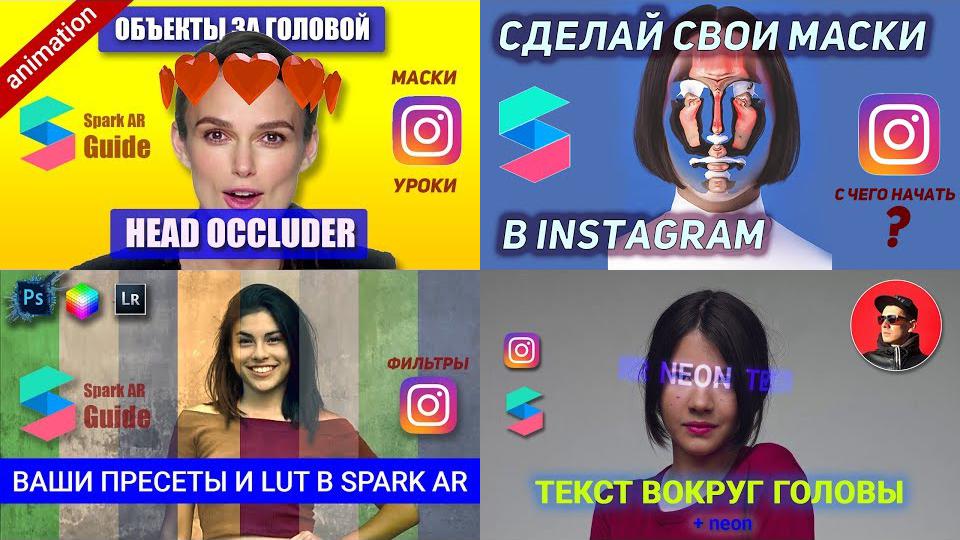 animation
ОБЪЕКТЫ ЗА ГОЛОВОЙ
Spark AR
Guide
МАСКИ
УРОКИ
HEAD OCCLUDER
СДЕЛАЙ СВОИ МАСКИ
С ЧЕГО НАЧАТЬ
?
В INSTAGRAM
Ps
Lr
Spark AR
Guide
ФИЛЬТРЫ
ВАШИ ПРЕСЕТЫ И LUT В SPARK AR
NEON
ТЕКСТ ВОКРУГ ГОЛОВЫ
+ neon